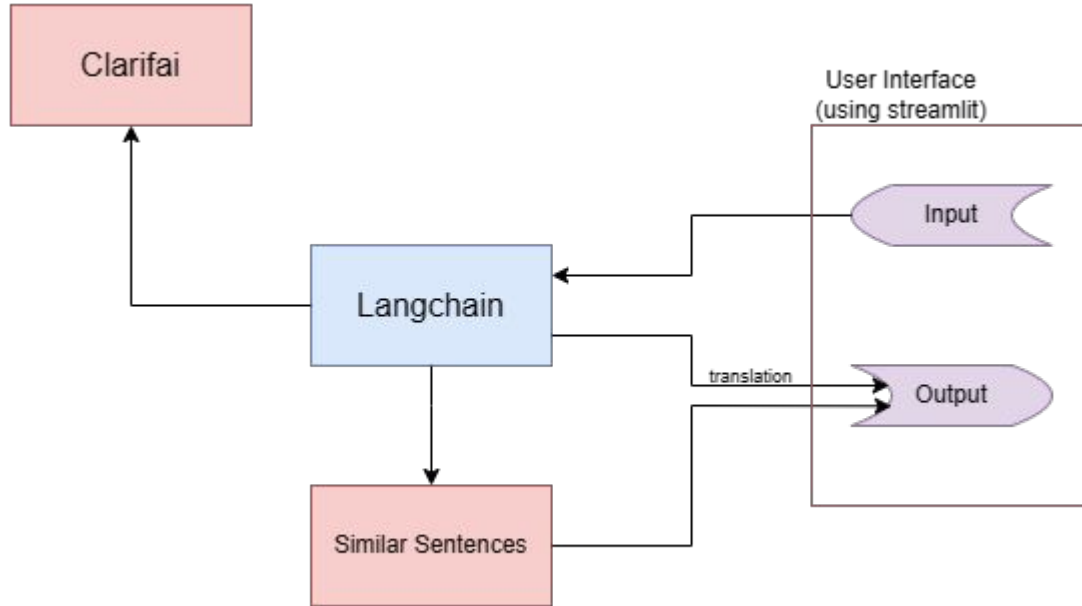 Clarifai
User Interface
(using streamlit)
Input
Langchain
translation
Output
Similar Sentences